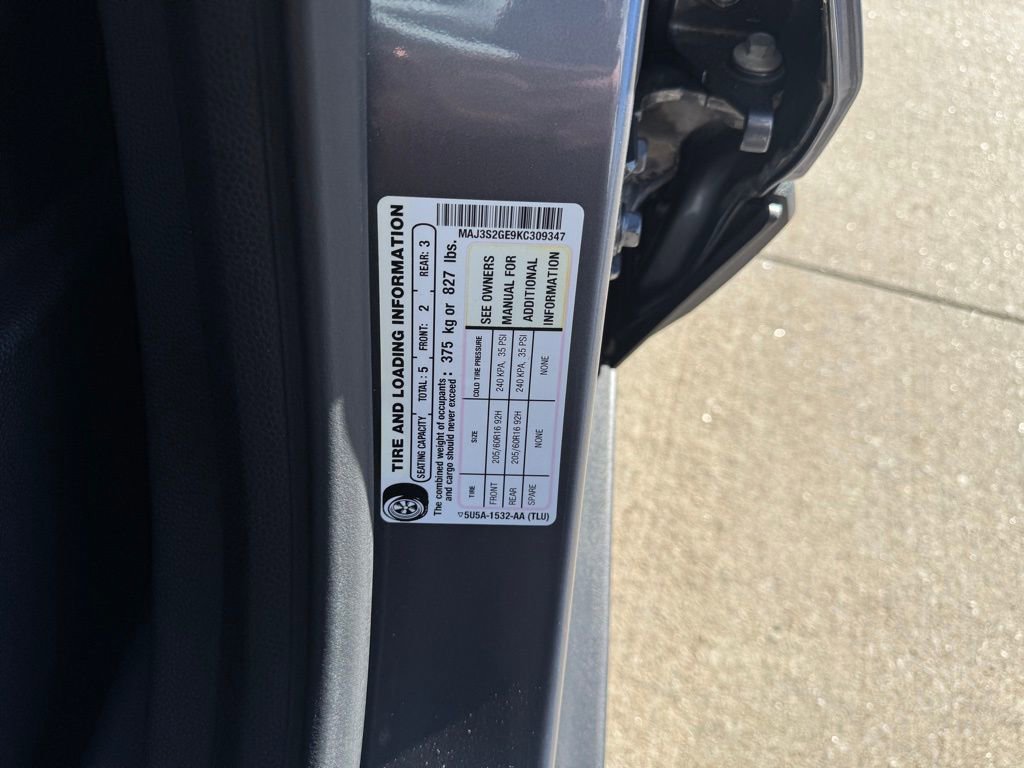 TIRE AND LOADING INFORMATION
SEATING CAPACITY TOTAL: 5 FRONT: 2 REAR: 3
The combined weight of occupants
and cargo should never exceed: 375 kg or 827 lbs.
TIRE SIZE COLD TIRE PRESSURE
FRONT 205/60R16 92H 240 KPA, 35 PSI
REAR 205/60R16 92H 240 KPA, 35 PSI
SPARE NONE NONE
SEE OWNERS
MANUAL FOR
ADDITIONAL
INFORMATION
MAJ3S2GE9KC309347
5U5A-1532-AA (TLU)